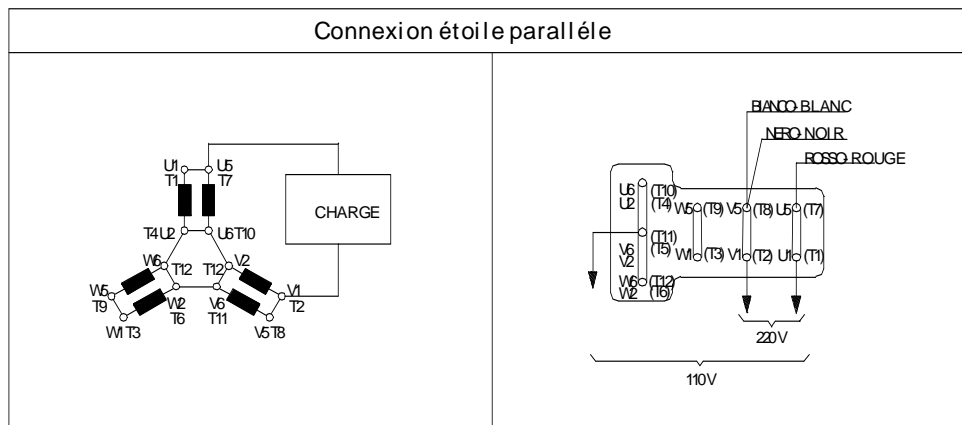 Connexion étoile paralléle
U1 U5
T1 T7
CHARGE
T4 U2 U6 T10
W6 T12 T12 V2
W5 V1
T9 W2 V6 T2
T6 T11
W1 T3 V5 T8
BIANCO-BLANC
NERO-NOIR
ROSSO-ROUGE
U6 (T10)
U2 (T4)
W5 (T9) V5 (T8) U5 (T7)
(T11)
(T5)
V6
V2
W1 (T3) V1 (T2) U1 (T1)
W6 (T12)
W2 (T6)
220V
110V